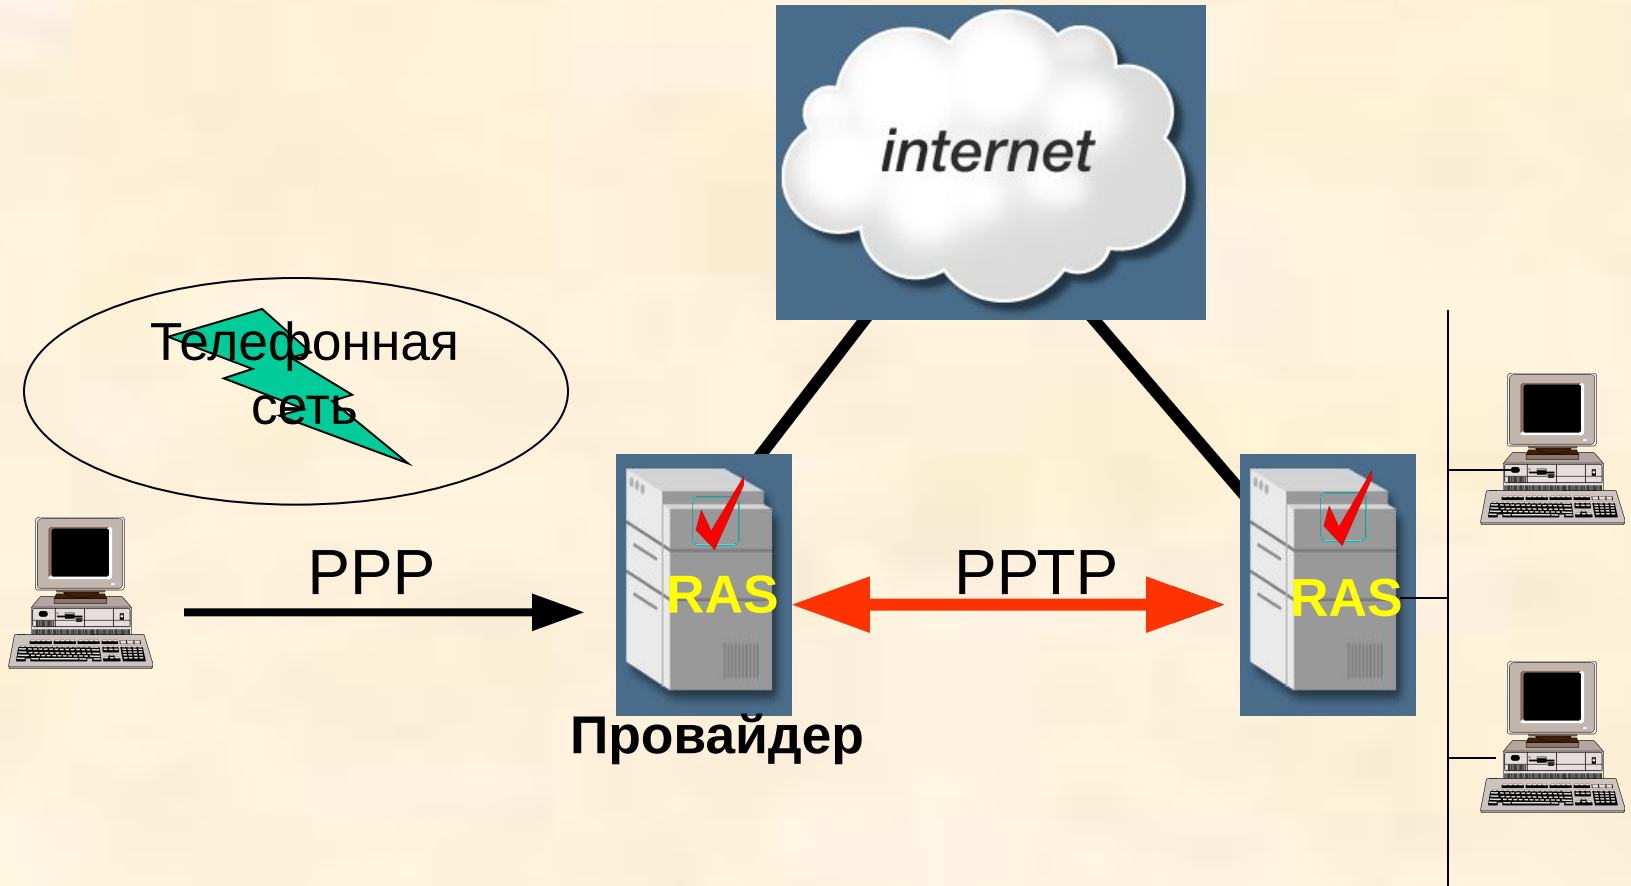 internet
Телефонная
сеть
PPP
PPTP
RAS
RAS
Провайдер